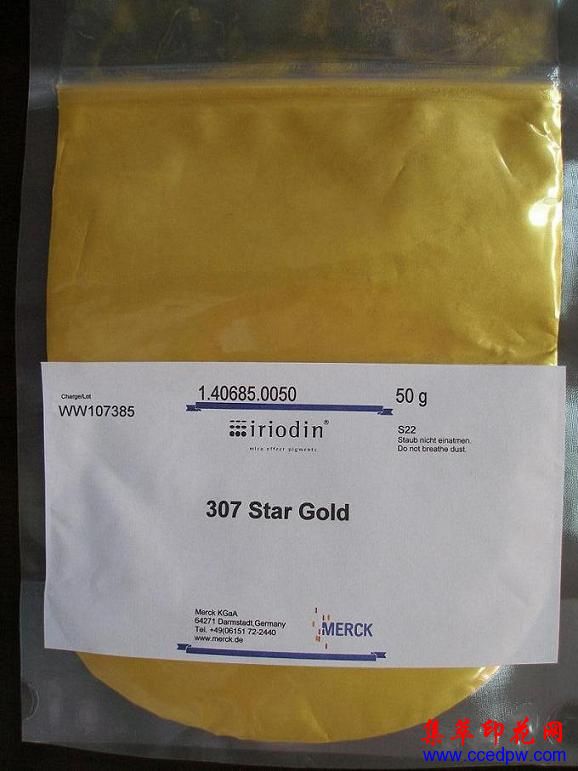 1.40685.0050
50 g
Charge/Lot
WW107385
iriodin®
mica effect pigments
S22
Staub nicht einatmen.
Do not breathe dust.
307 Star Gold
Merck KGaA
64271 Darmstadt,Germany
Tel. +49(0)6151 72-2440
www.merck.de
MERCK
集萃印花网
www.ccedpw.com